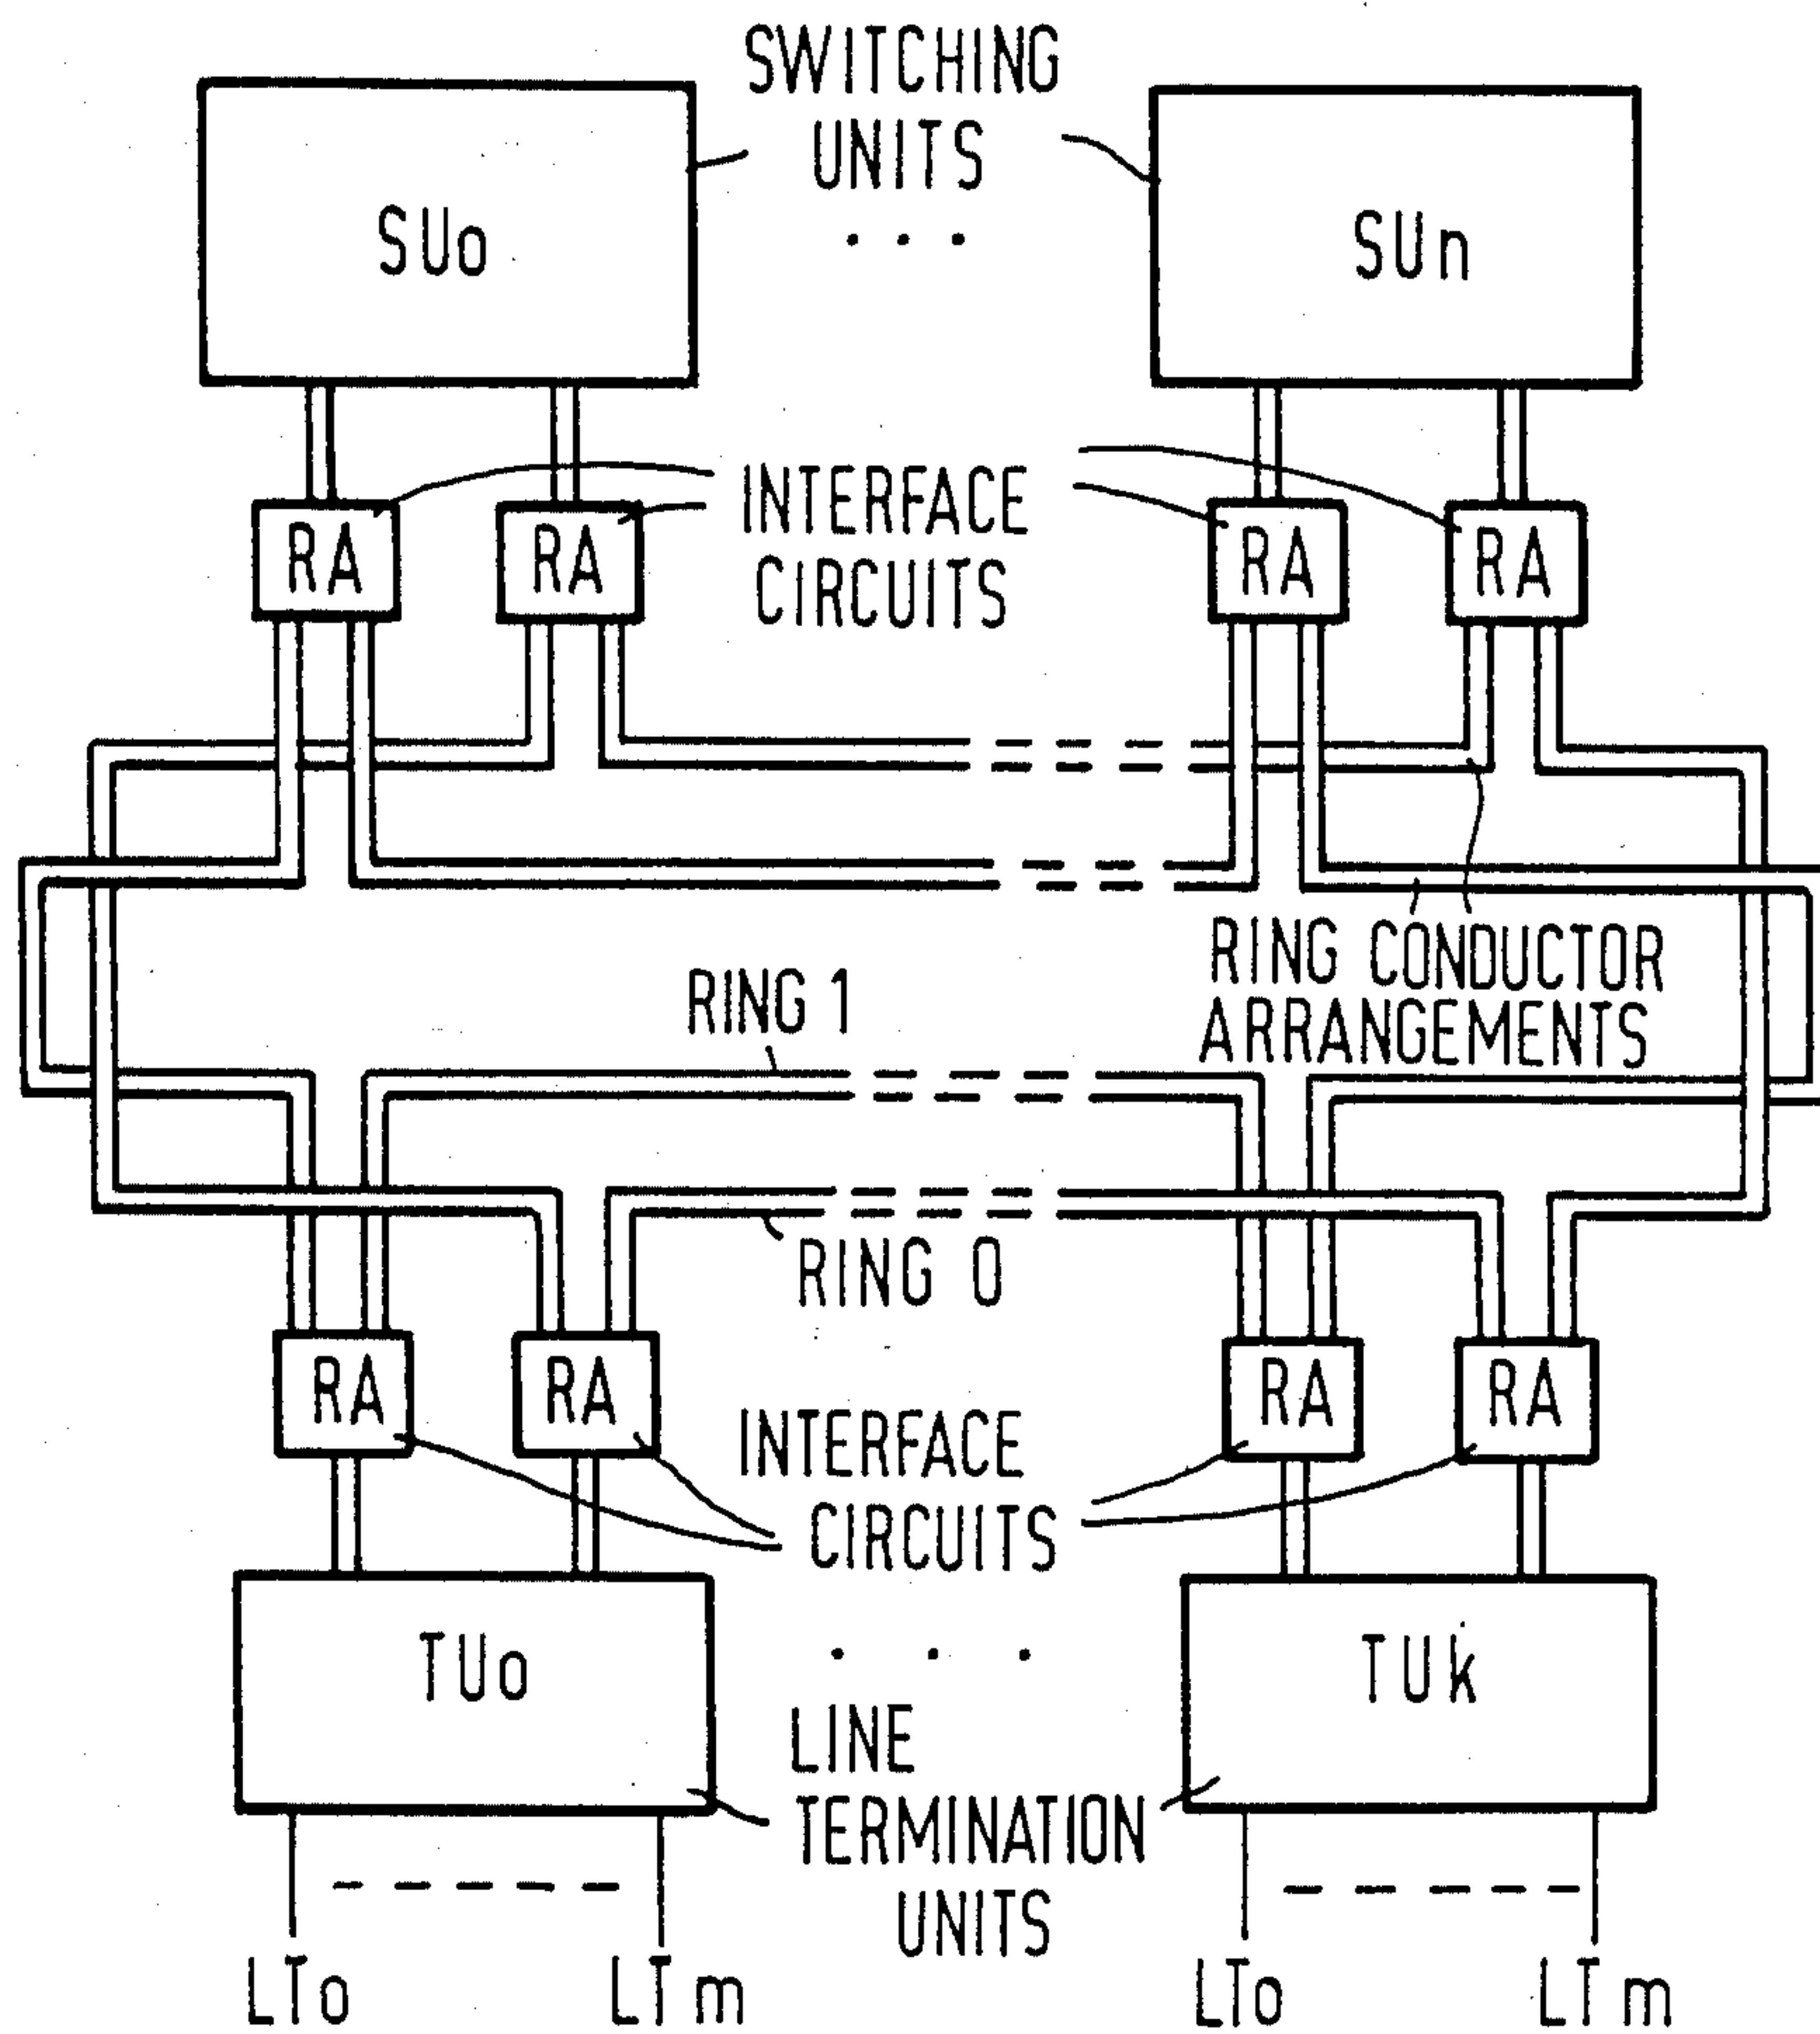 SWITCHING
UNITS
SUo
. . .
SUn
INTERFACE
CIRCUITS
RA
RA
RA
RA
RING CONDUCTOR
ARRANGEMENTS
RING 1
RING 0
RA
RA
RA
RA
INTERFACE
CIRCUITS
TUo
. . .
TUk
LINE
TERMINATION
UNITS
LTo
LTm
LTo
LTm